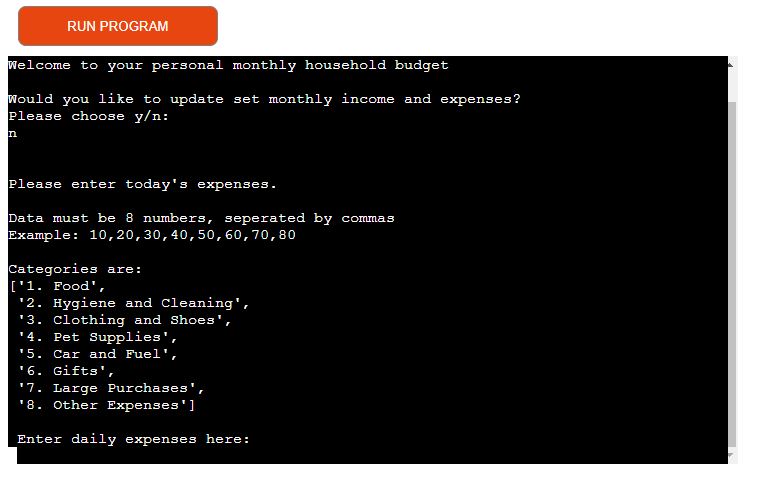 RUN PROGRAM
Welcome to your personal monthly household budget
Would you like to update set monthly income and expenses?
Please choose y/n:
n
Please enter today's expenses.
Data must be 8 numbers, seperated by commas
Example: 10,20,30,40,50,60,70,80
Categories are:
['1. Food',
'2. Hygiene and Cleaning',
'3. Clothing and Shoes',
'4. Pet Supplies',
'5. Car and Fuel',
'6. Gifts',
'7. Large Purchases',
'8. Other Expenses']
Enter daily expenses here: